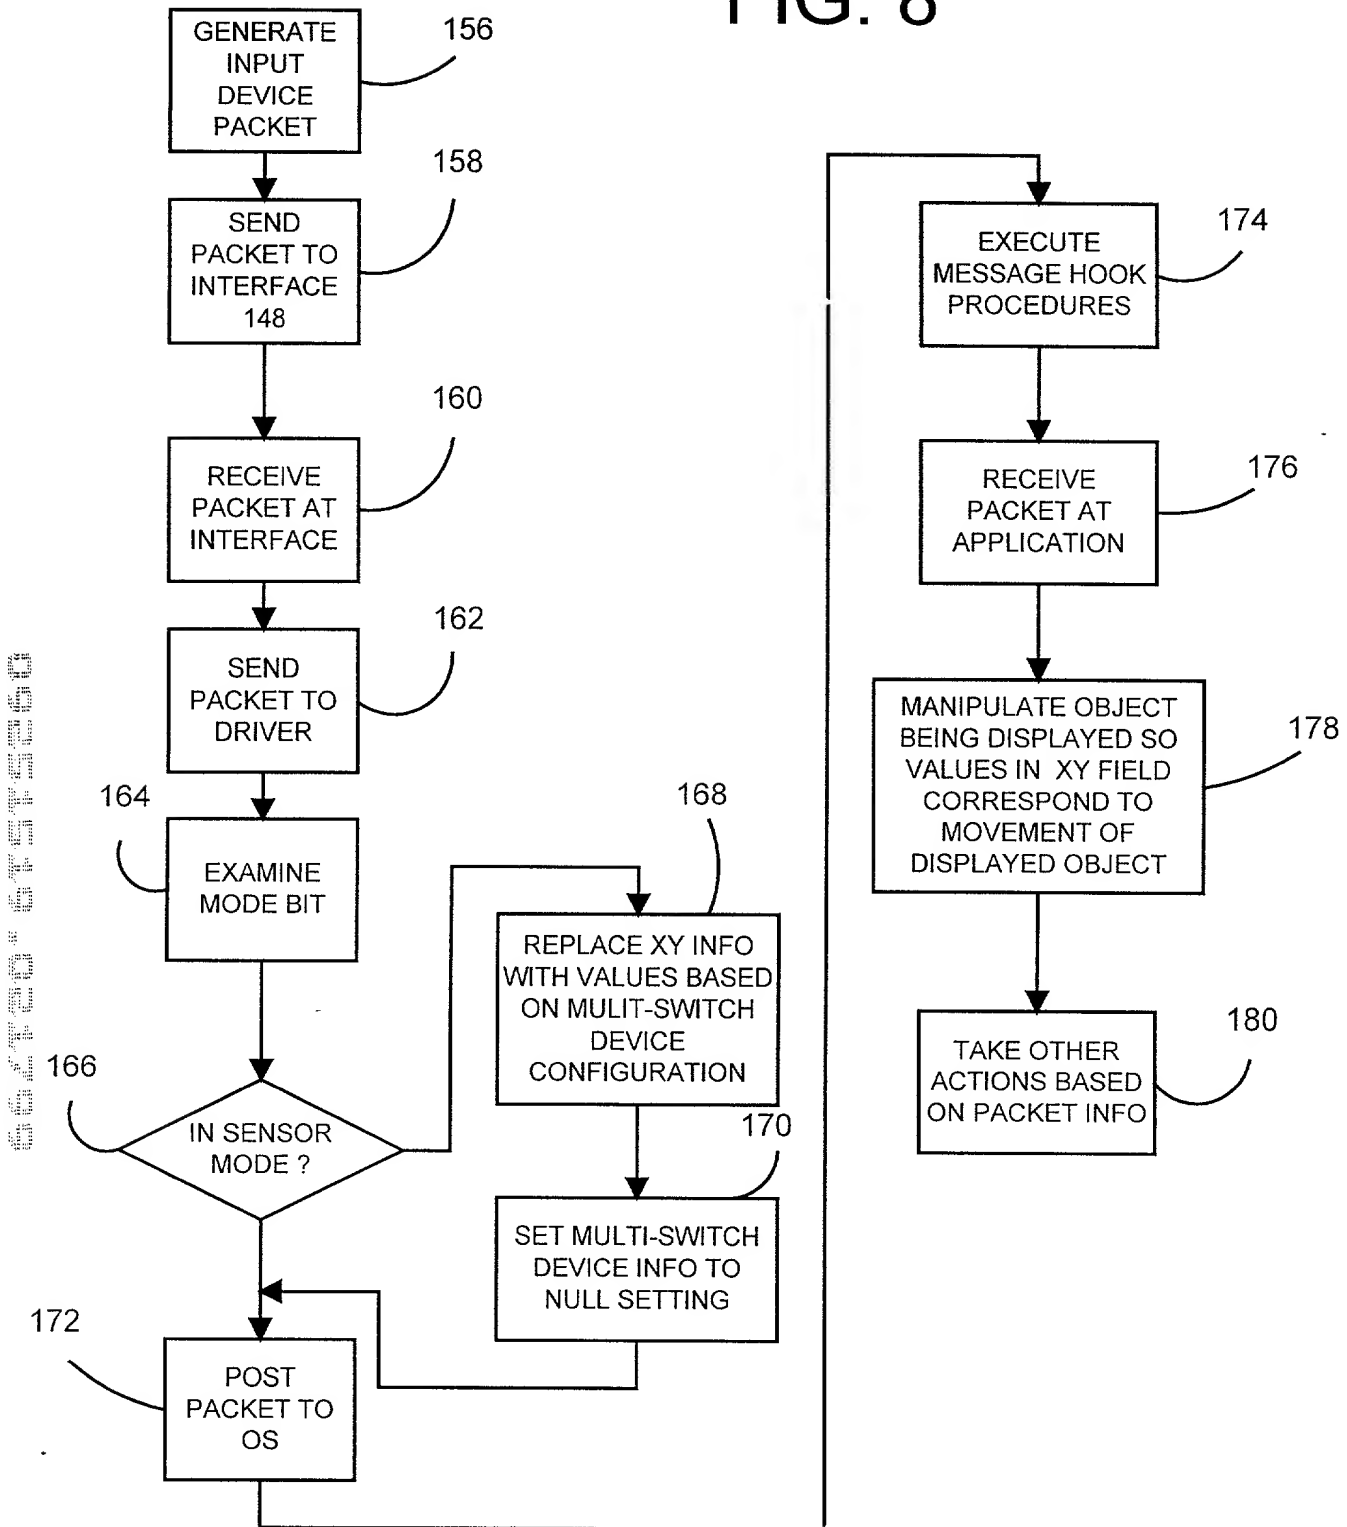 FIG. 8
GENERATE
INPUT
DEVICE
PACKET
156
SEND
PACKET TO
INTERFACE
148
158
RECEIVE
PACKET AT
INTERFACE
160
SEND
PACKET TO
DRIVER
162
EXAMINE
MODE BIT
164
IN SENSOR
MODE ?
166
REPLACE XY INFO
WITH VALUES BASED
ON MULIT-SWITCH
DEVICE
CONFIGURATION
168
SET MULTI-SWITCH
DEVICE INFO TO
NULL SETTING
170
POST
PACKET TO
OS
172
EXECUTE
MESSAGE HOOK
PROCEDURES
174
RECEIVE
PACKET AT
APPLICATION
176
MANIPULATE OBJECT
BEING DISPLAYED SO
VALUES IN XY FIELD
CORRESPOND TO
MOVEMENT OF
DISPLAYED OBJECT
178
TAKE OTHER
ACTIONS BASED
ON PACKET INFO
180